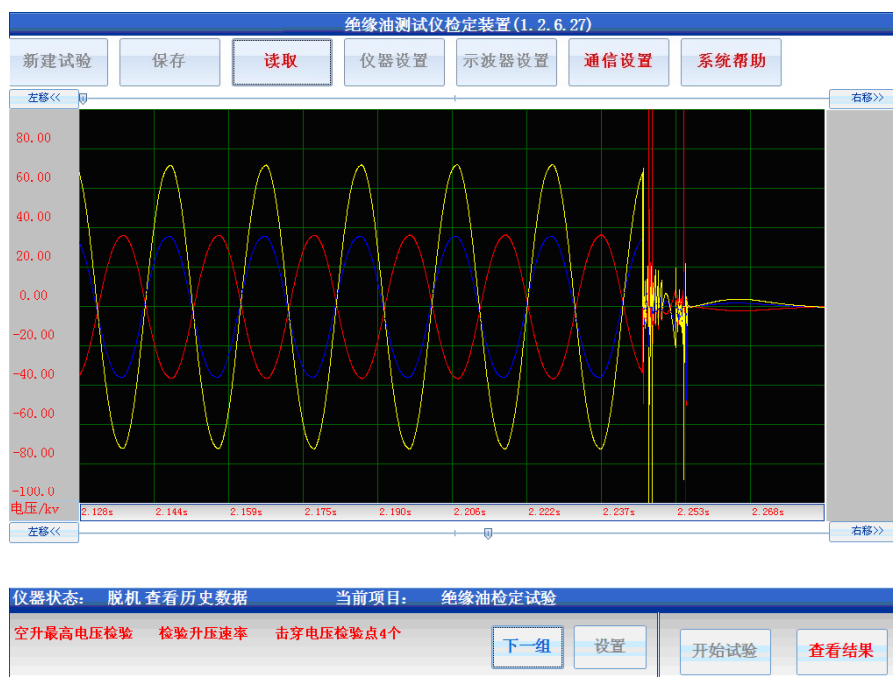 绝缘油测试仪检定装置(1.2.6.27)
新建试验 保存 读取 仪器设置 示波器设置 通信设置 系统帮助
左移<< 右移>>
80.00
60.00
40.00
20.00
0.00
-20.00
-40.00
-60.00
-80.00
-100.0
电压/kv 2.128s 2.144s 2.159s 2.175s 2.190s 2.206s 2.222s 2.237s 2.253s 2.268s
左移<< 右移>>
仪器状态: 脱机查看历史数据 当前项目: 绝缘油检定试验
空升最高电压检验 检验升压速率 击穿电压检验点4个 下一组 设置 开始试验 查看结果